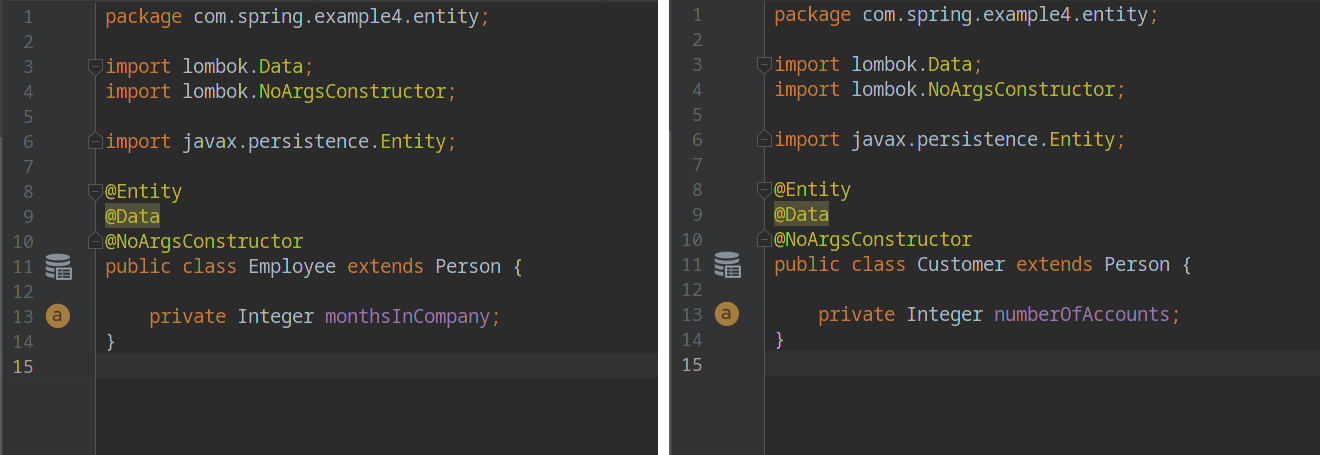 1 package com.spring.example4.entity;
2
3 import lombok.Data;
4 import lombok.NoArgsConstructor;
5
6 import javax.persistence.Entity;
7
8 @Entity
9 @Data
10 @NoArgsConstructor
11 public class Employee extends Person {
12
13 a private Integer monthsInCompany;
14 }
15
1 package com.spring.example4.entity;
2
3 import lombok.Data;
4 import lombok.NoArgsConstructor;
5
6 import javax.persistence.Entity;
7
8 @Entity
9 @Data
10 @NoArgsConstructor
11 public class Customer extends Person {
12
13 a private Integer numberOfAccounts;
14 }
15